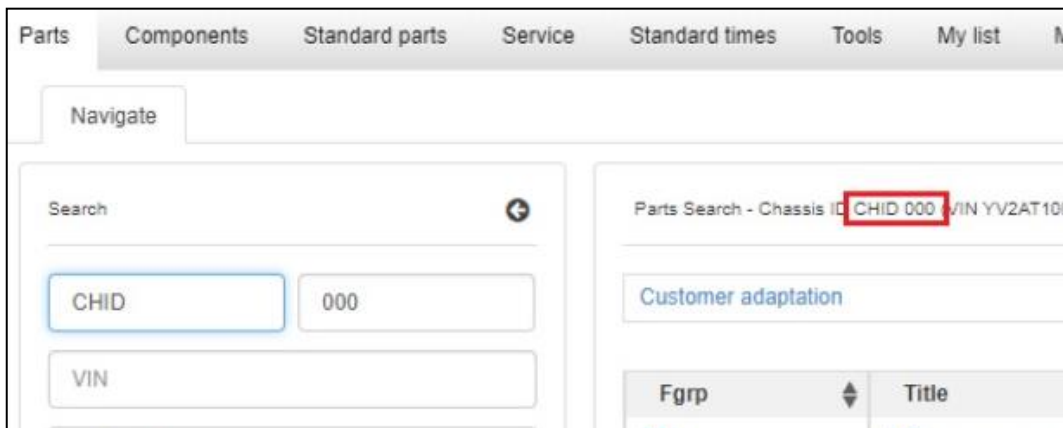 Parts Components Standard parts Service Standard times Tools My list
Navigate
Search
Parts Search - Chassis ID CHID 000 VIN YV2AT10
CHID 000
Customer adaptation
VIN
Fgrp Title